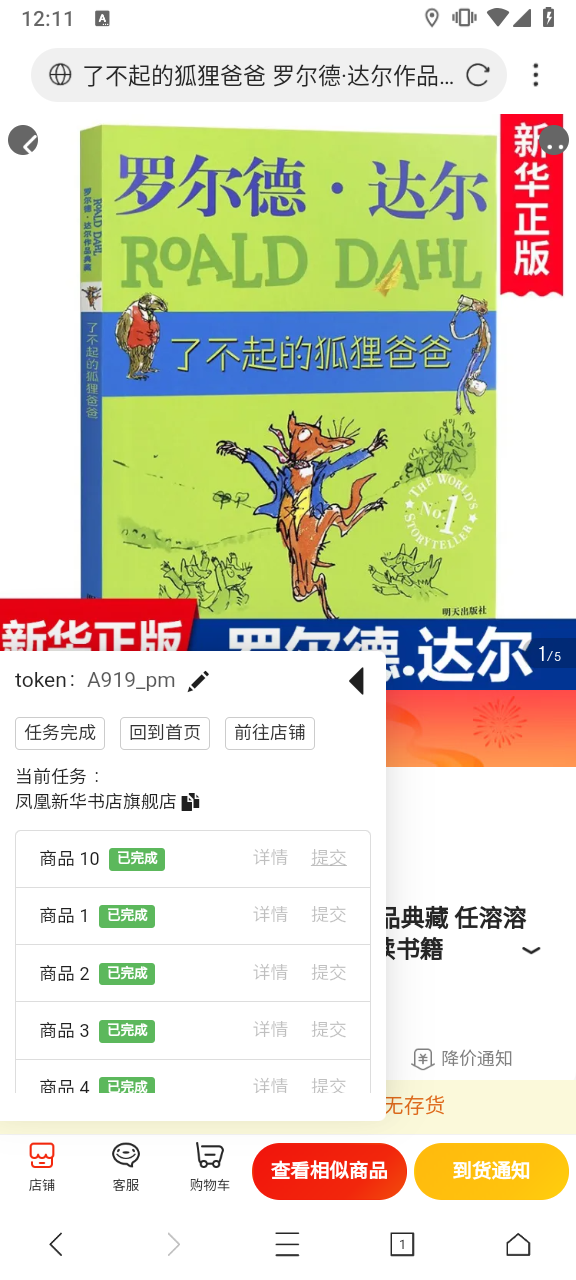 12:11
A
了不起的狐狸爸爸 罗尔德·达尔作品...
新华正版
罗尔德·达尔
ROALD DAHL
罗尔德·达尔作品典藏
ROALD DAHL
了不起的狐狸爸爸
了不起的狐狸爸爸
THE WORLD'S
No.1
STORYTELLER
明天出版社
新华正版
罗尔德.达尔
1/5
token: A919_pm
任务完成 回到首页 前往店铺
当前任务：
凤凰新华书店旗舰店
商品 10 已完成 详情 提交
商品 1 已完成 详情 提交
品典藏 任溶溶
读书籍
商品 2 已完成 详情 提交
商品 3 已完成 详情 提交
降价通知
商品 4 已完成 详情 提交
无存货
店铺 客服 购物车 查看相似商品 到货通知
1